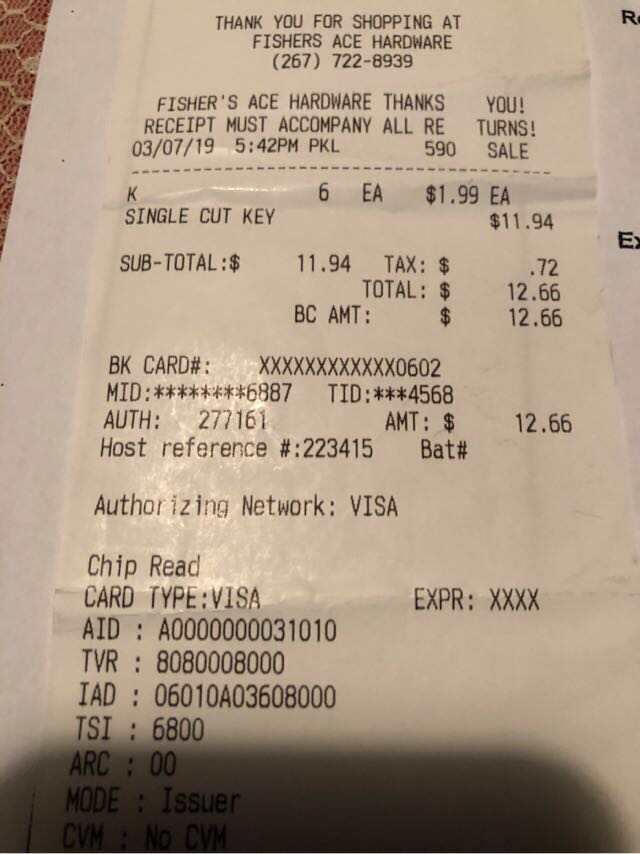 THANK YOU FOR SHOPPING AT
FISHERS ACE HARDWARE
(267) 722-8939
FISHER'S ACE HARDWARE THANKS YOU!
RECEIPT MUST ACCOMPANY ALL RE TURNS!
03/07/19 5:42PM PKL 590 SALE
K 6 EA $1.99 EA
SINGLE CUT KEY $11.94
SUB-TOTAL:$ 11.94 TAX: $ .72
TOTAL: $ 12.66
BC AMT: $ 12.66
BK CARD#: XXXXXXXXXXXX0602
MID:********6887 TID:***4568
AUTH: 277161 AMT: $ 12.66
Host reference #:223415 Bat#
Authorizing Network: VISA
Chip Read
CARD TYPE:VISA EXPR: XXXX
AID : A0000000031010
TVR : 8080008000
IAD : 06010A03608000
TSI : 6800
ARC : 00
MODE : Issuer
CVM : No CVM